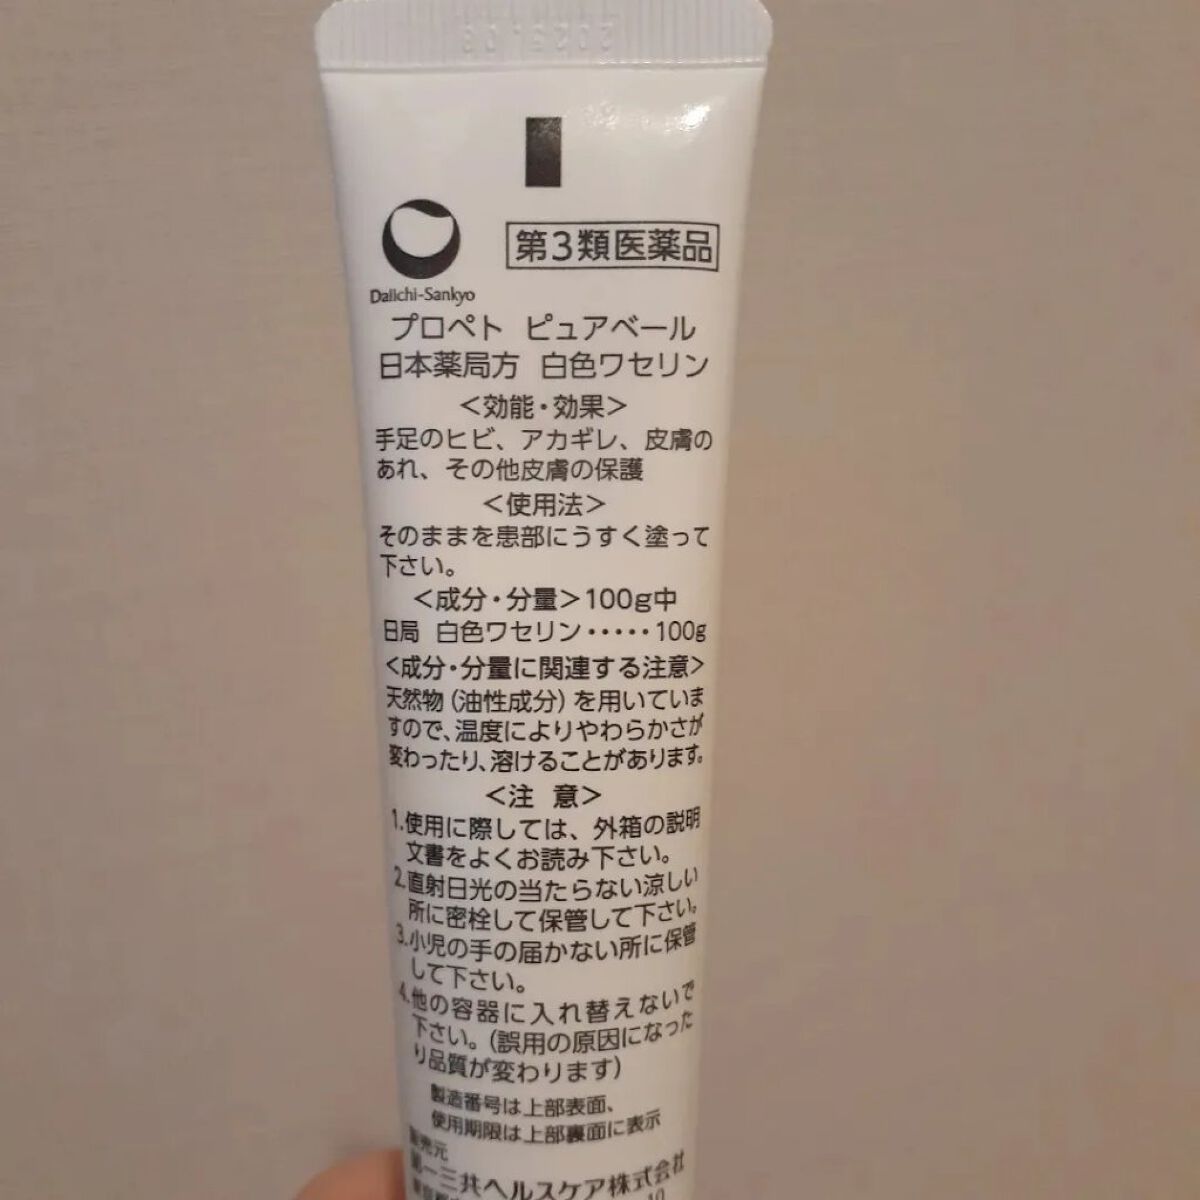 Daiichi-Sankyo
第3類医薬品
プロペト ピュアベール
日本薬局方 白色ワセリン
<効能・効果>
手足のヒビ、アカギレ、皮膚の
あれ、その他皮膚の保護
<使用法>
そのままを患部にうすく塗って
下さい。
<成分・分量>100g中
日局 白色ワセリン・・・・・100g
<成分・分量に関連する注意>
天然物(油性成分)を用いていま
すので、温度によりやわらかさが
変わったり、溶けることがあります。
<注 意>
1.使用に際しては、外箱の説明
文書をよくお読み下さい。
2.直射日光の当たらない涼しい
所に密栓して保管して下さい。
3.小児の手の届かない所に保管
して下さい。
4.他の容器に入れ替えないで
下さい。(誤用の原因になった
り品質が変わります)
製造番号は上部表面、
使用期限は上部裏面に表示
発売元
第一三共ヘルスケア株式会社